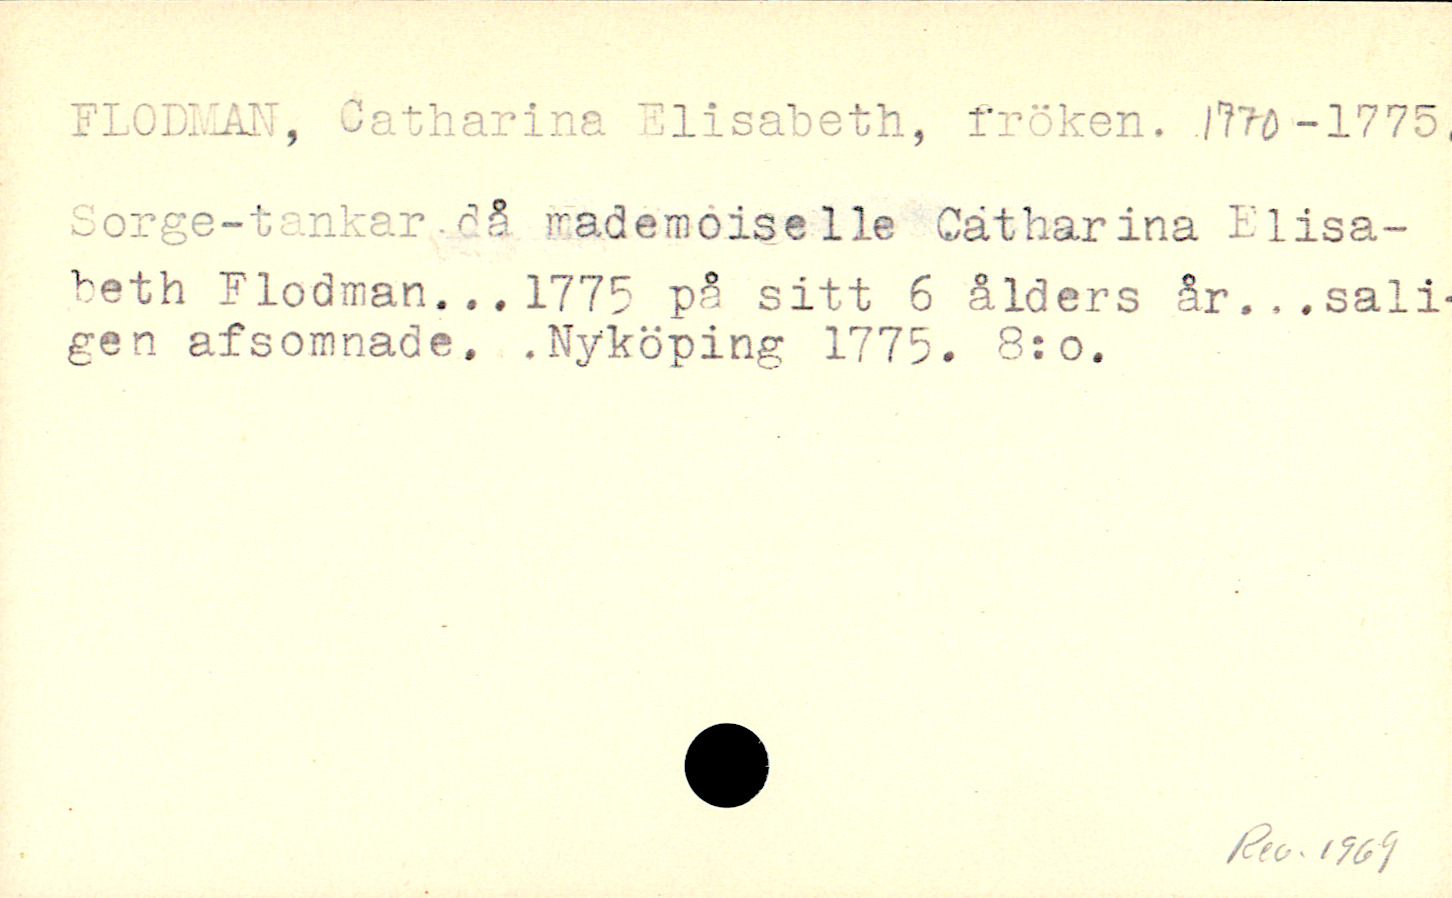 FLODMAN, Catharina Elisabeth, fröken. 1770-1775.
Sorge-tankar då mademoiselle Catharina Elisa-
beth Flodman...1775 på sitt 6 ålders år...sali-
gen afsomnade. .Nyköping 1775. 8:o.
Rev. 1969